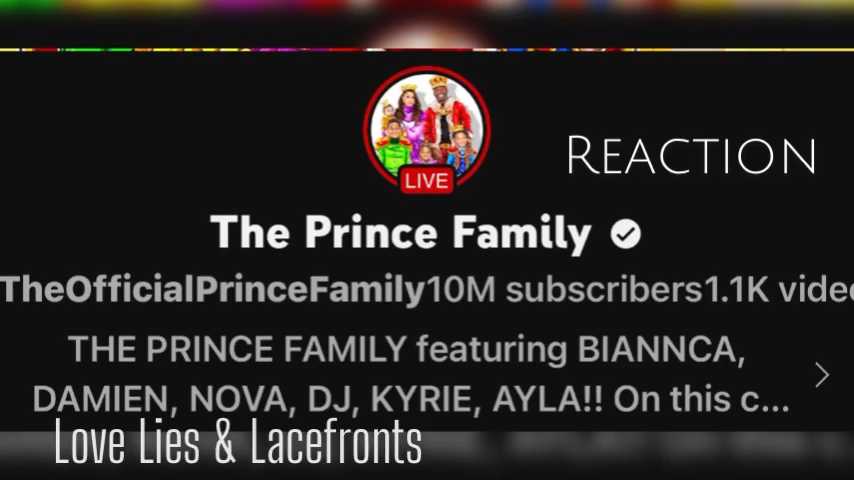 REACTION
LIVE
The Prince Family
TheOfficialPrinceFamily10M subscribers1.1K video
THE PRINCE FAMILY featuring BIANNCA,
DAMIEN, NOVA, DJ, KYRIE, AYLA!! On this c...
Love Lies & Lacefronts